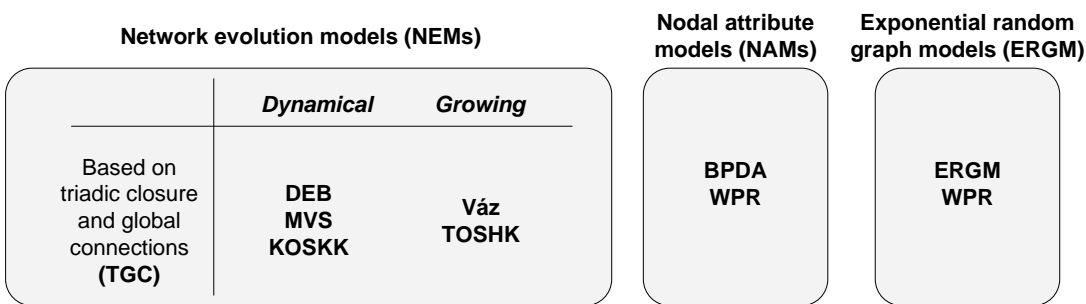 Network evolution models (NEMs)
Nodal attribute
models (NAMs)
Exponential random
graph models (ERGM)
Dynamical
Growing
Based on
triadic closure
and global
connections
(TGC)
DEB
MVS
KOSKK
Váz
TOSHK
BPDA
WPR
ERGM
WPR